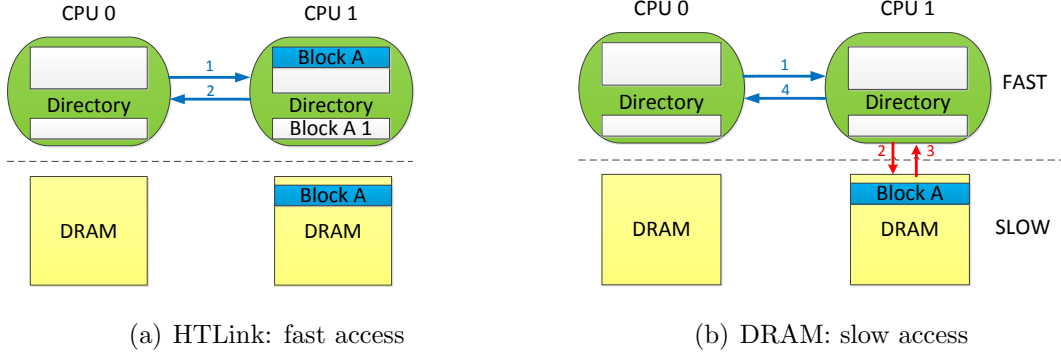 CPU 0 CPU 1
Block A
1
2
Directory Directory
Block A 1
Block A
DRAM DRAM
(a) HTLink: fast access
CPU 0 CPU 1
1
4
FAST
Directory Directory
2 3
Block A
DRAM DRAM
SLOW
(b) DRAM: slow access